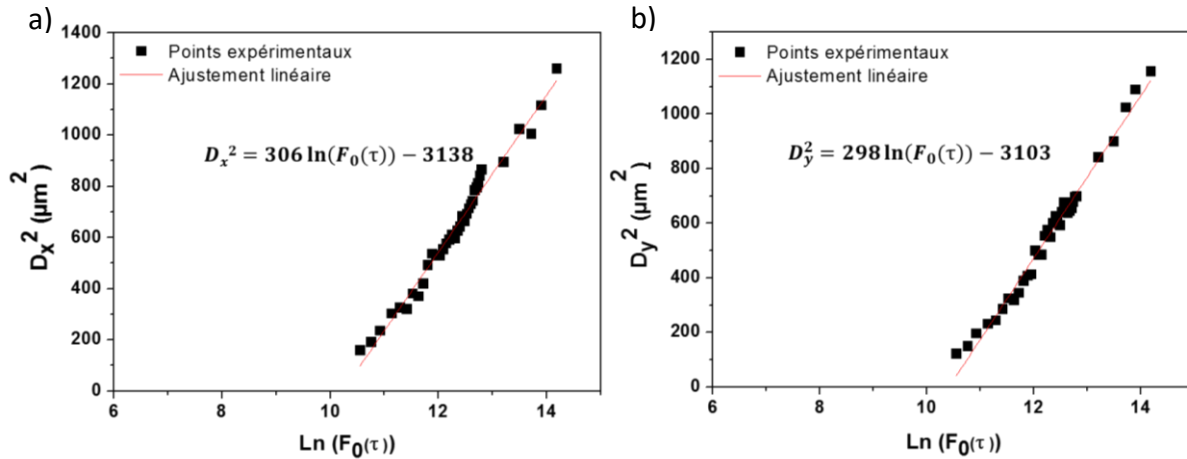 a)
1400
1200
1000
800
600
400
200
0
Points expérimentaux
Ajustement linéaire
D_x² = 306 ln(F₀(τ)) − 3138
Dx² (µm²)
6 8 10 12 14
Ln (F₀(τ))
b)
1200
1000
800
600
400
200
0
Points expérimentaux
Ajustement linéaire
D_y² = 298 ln(F₀(τ)) − 3103
Dy² (µm²)
6 8 10 12 14
Ln (F₀(τ))